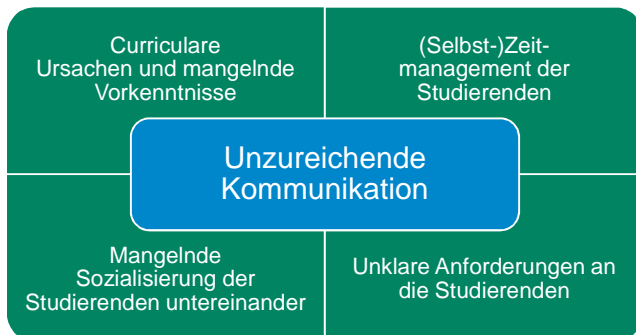 Curriculare
Ursachen und mangelnde
Vorkenntnisse
(Selbst-)Zeit-
management der
Studierenden
Unzureichende
Kommunikation
Mangelnde
Sozialisierung der
Studierenden untereinander
Unklare Anforderungen an
die Studierenden